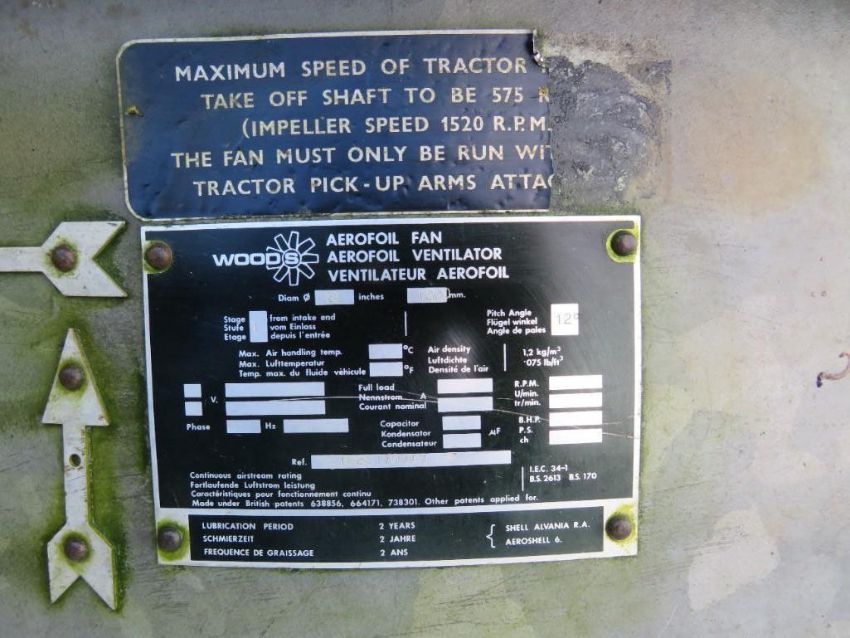 MAXIMUM SPEED OF TRACTOR
TAKE OFF SHAFT TO BE 575
(IMPELLER SPEED 1520 R.P.M.
THE FAN MUST ONLY BE RUN
TRACTOR PICK-UP ARMS
WOODS
AEROFOIL FAN
AEROFOIL VENTILATOR
VENTILATEUR AEROFOIL
Diam Ø inches mm.
Stage from intake end
Stufe vom Einlass
Etage depuis l'entrée
Pitch Angle
Flügel winkel 12°
Angle de pales
Max. Air handling temp. °C
Max. Lufttemperatur
Temp. max. du fluide véhicule °F
Air density
Luftdichte
Densité de l'air
1,2 kg/m³
·075 lb/ft³
V.
Phase Hz
Full load
Nennstrom A
Courant nominal
Capacitor
Kondensator µF
Condensateur
R.P.M.
U/min.
tr/min.
B.H.P.
P.S.
ch
Ref.
Continuous airstream rating
Fortlaufende Luftstrom leistung
Caractéristiques pour fonctionnement continu
Made under British patents 638856, 664171, 738301. Other patents applied for.
I.E.C. 34-1
B.S. 2613 B.S. 170
LUBRICATION PERIOD 2 YEARS
SCHMIERZEIT 2 JAHRE
FREQUENCE DE GRAISSAGE 2 ANS
SHELL ALVANIA R.A.
AEROSHELL 6.